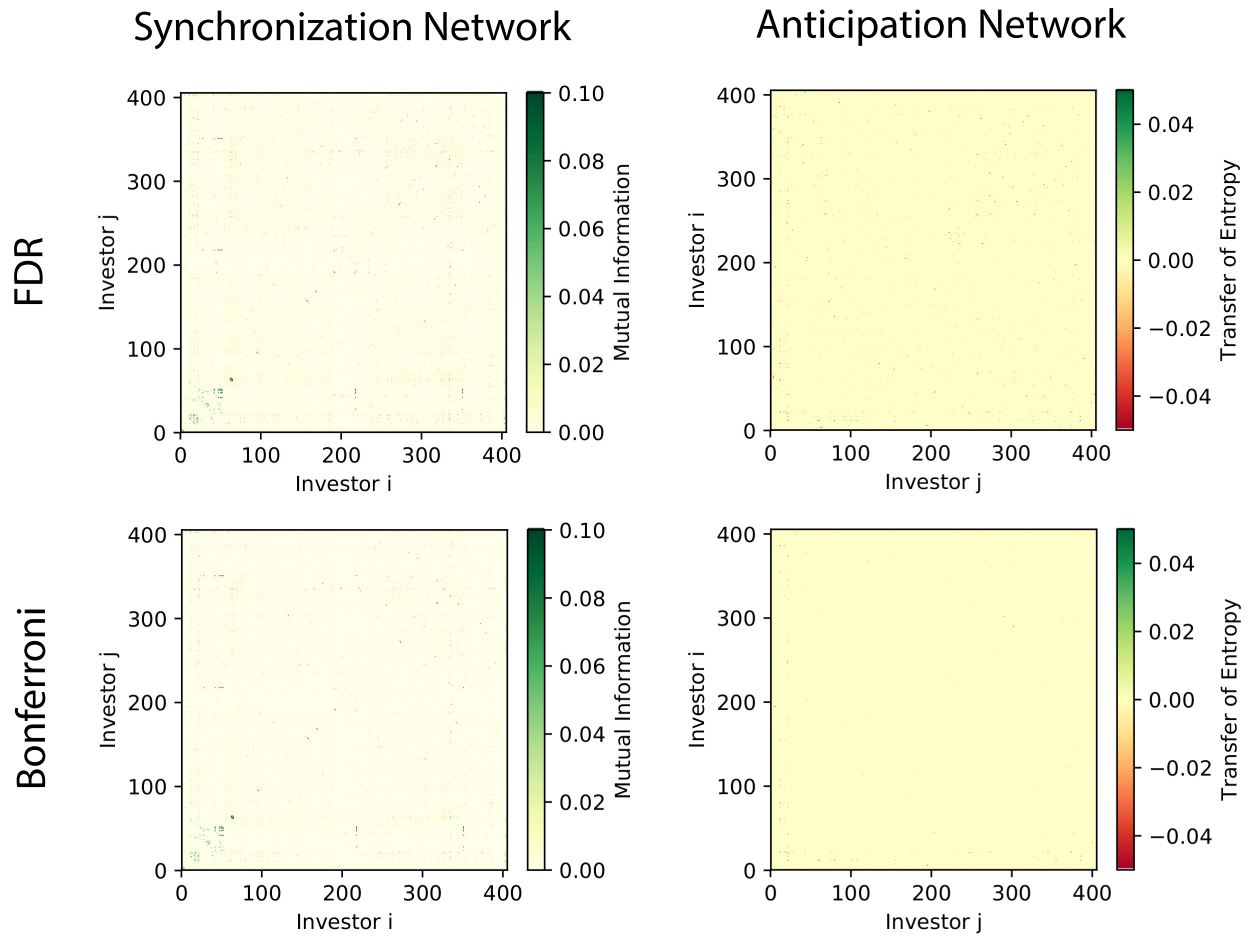 Synchronization Network
Anticipation Network
FDR
400
300
200
100
0
0 100 200 300 400
Investor j
Investor i
0.10
0.08
0.06
0.04
0.02
0.00
Mutual Information
400
300
200
100
0
0 100 200 300 400
Investor i
Investor j
0.04
0.02
0.00
−0.02
−0.04
Transfer of Entropy
Bonferroni
400
300
200
100
0
0 100 200 300 400
Investor j
Investor i
0.10
0.08
0.06
0.04
0.02
0.00
Mutual Information
400
300
200
100
0
0 100 200 300 400
Investor i
Investor j
0.04
0.02
0.00
−0.02
−0.04
Transfer of Entropy